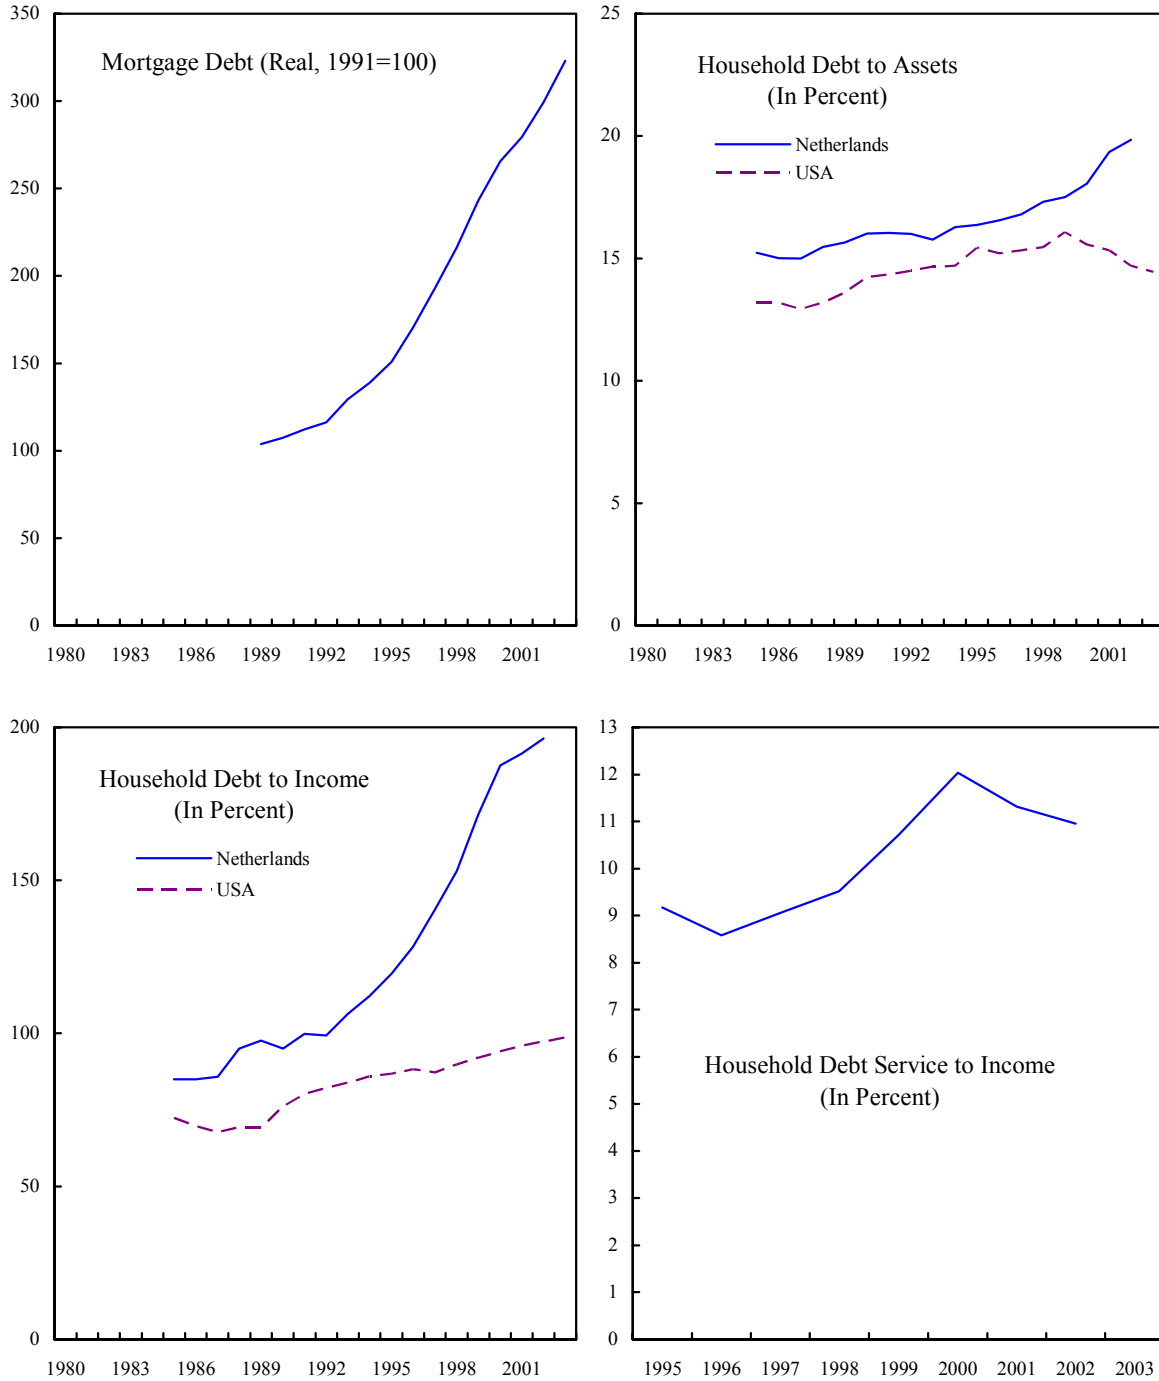 Mortgage Debt (Real, 1991=100)
350
300
250
200
150
100
50
0
1980 1983 1986 1989 1992 1995 1998 2001
Household Debt to Assets
(In Percent)
Netherlands
USA
25
20
15
10
5
0
1980 1983 1986 1989 1992 1995 1998 2001
Household Debt to Income
(In Percent)
Netherlands
USA
200
150
100
50
0
1980 1983 1986 1989 1992 1995 1998 2001
13
12
11
10
9
8
7
6
5
4
3
2
1
0
Household Debt Service to Income
(In Percent)
1995 1996 1997 1998 1999 2000 2001 2002 2003